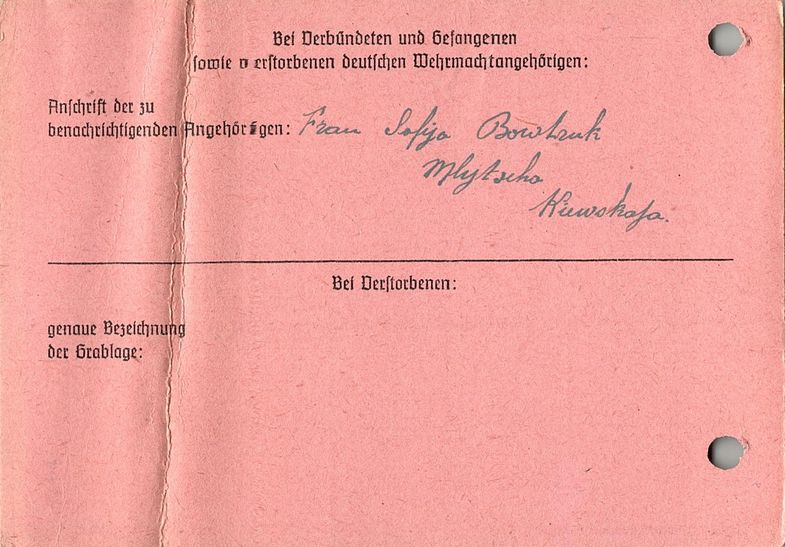 Bei Verbündeten und Gefangenen
sowie verstorbenen deutschen Wehrmachtangehörigen:
Anschrift der zu
benachrichtigenden Angehörigen: Frau Sofija Bowtruk
Mlytscha
Kiewskaja.
Bei Verstorbenen:
genaue Bezeichnung
der Grablage: